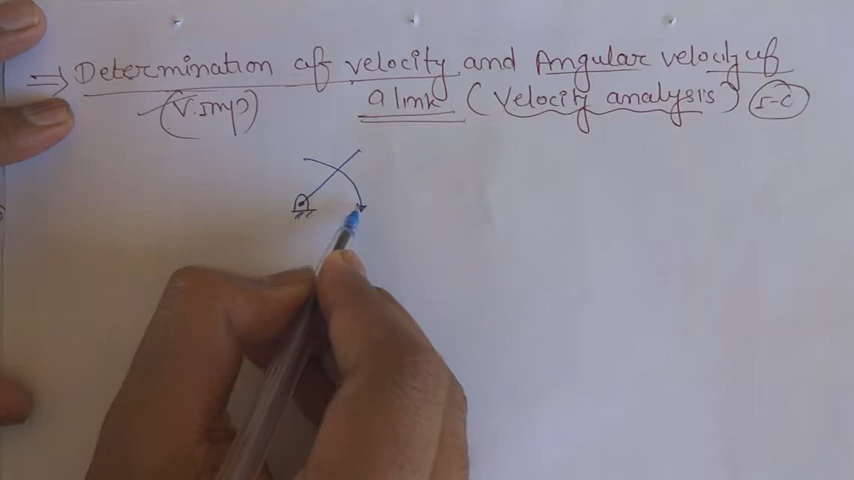 ⇒ Determination of velocity and Angular velocity of
(V.Imp) a link (Velocity analysis) I-C